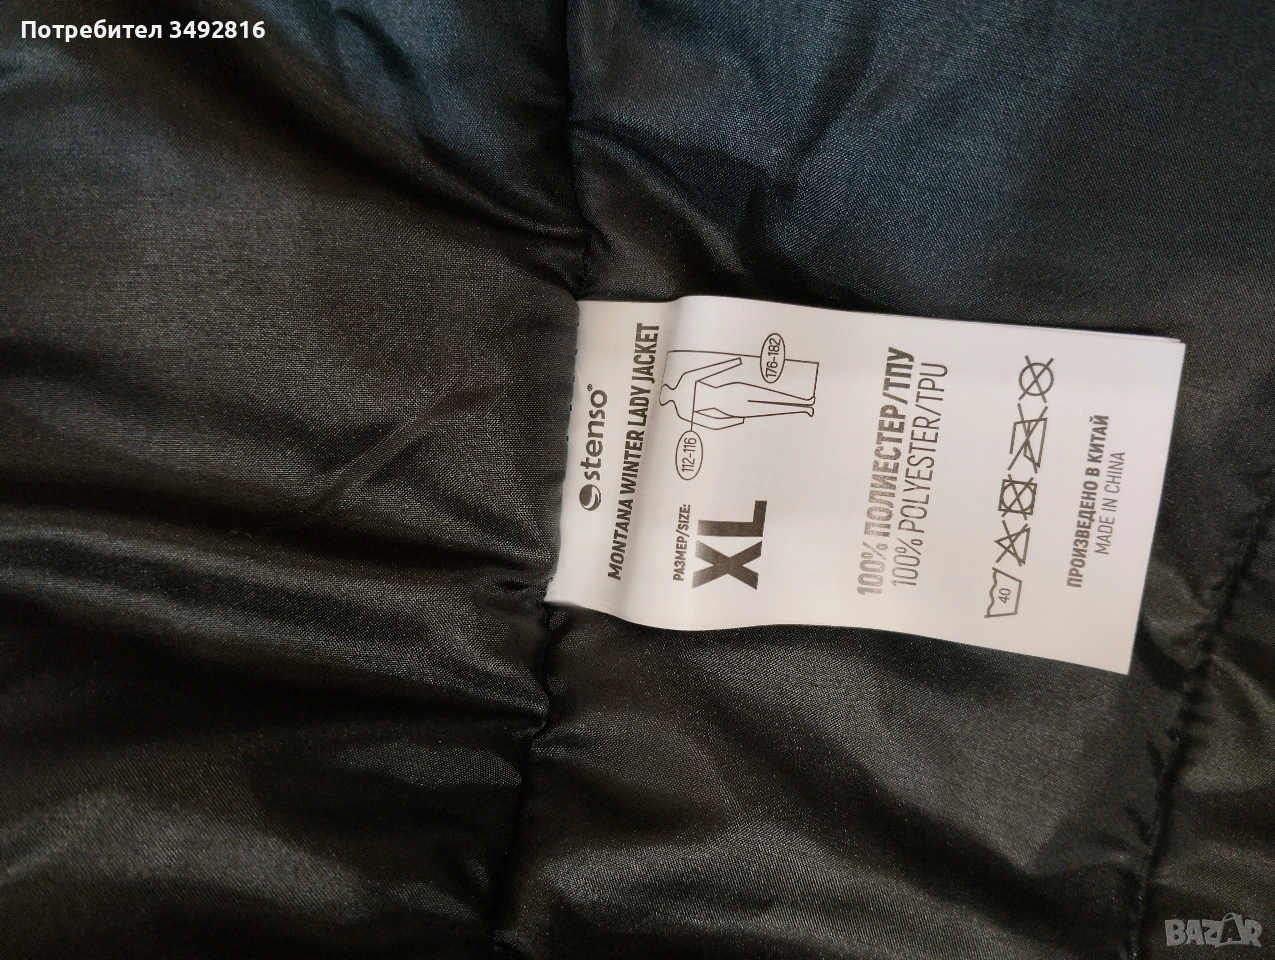 Потребител 3492816
stenso®
MONTANA WINTER LADY JACKET
РАЗМЕР/SIZE:
XL
112-116
176-182
100% ПОЛИЕСТЕР/ТПУ
100% POLYESTER/TPU
40
ПРОИЗВЕДЕНО В КИТАЙ
MADE IN CHINA
BAZAR